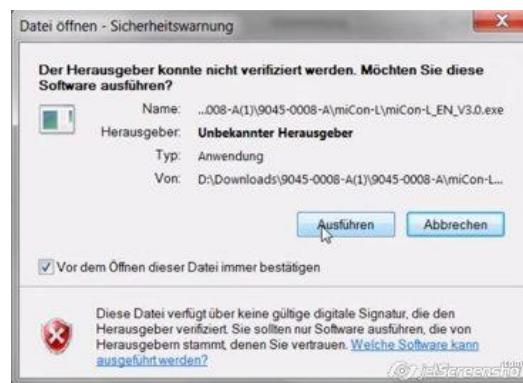 Datei öffnen - Sicherheitswarnung
Der Herausgeber konnte nicht verifiziert werden. Möchten Sie diese
Software ausführen?
Name: ...008-A(1)\9045-0008-A\miCon-L\miCon-L_EN_V3.0.exe
Herausgeber: Unbekannter Herausgeber
Typ: Anwendung
Von: D:\Downloads\9045-0008-A(1)\9045-0008-A\miCon-L...
Ausführen Abbrechen
Vor dem Öffnen dieser Datei immer bestätigen
Diese Datei verfügt über keine gültige digitale Signatur, die den
Herausgeber verifiziert. Sie sollten nur Software ausführen, die von
Herausgebern stammt, denen Sie vertrauen. Welche Software kann
ausgeführt werden?